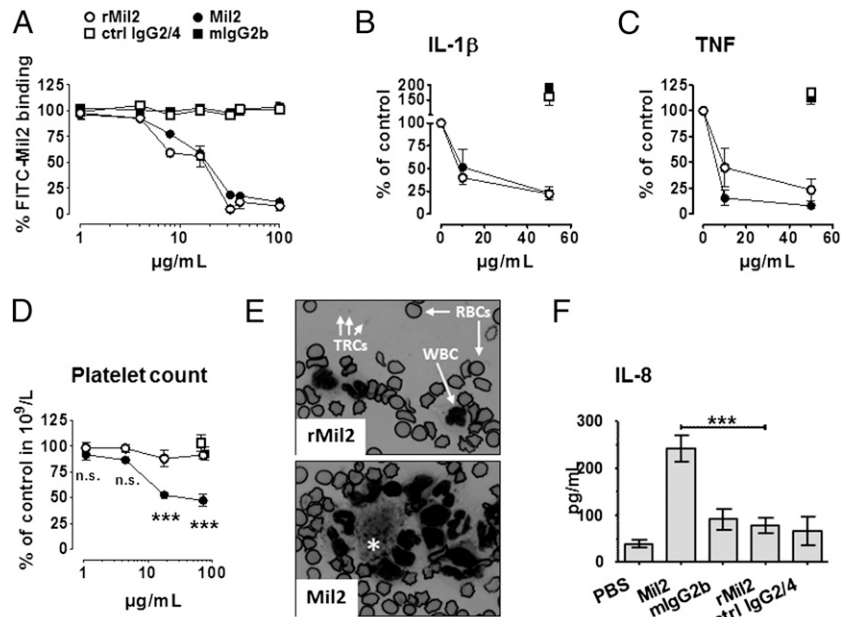 A
rMil2 Mil2
ctrl IgG2/4 mIgG2b
% FITC-Mil2 binding
125
100
75
50
25
0
1 10 100
µg/mL
B
IL-1β
% of control
200
150
100
75
50
25
0
0 20 40 60
µg/mL
C
TNF
% of control
125
100
75
50
25
0
0 20 40 60
µg/mL
D
Platelet count
% of control in 10⁹/L
125
100
75
50
25
0
n.s.
n.s.
***
***
1 10 100
µg/mL
E
RBCs
TRCs
WBC
rMil2
*
Mil2
F
IL-8
pg/mL
300
200
100
0
***
PBS
Mil2
mIgG2b
rMil2
ctrl IgG2/4